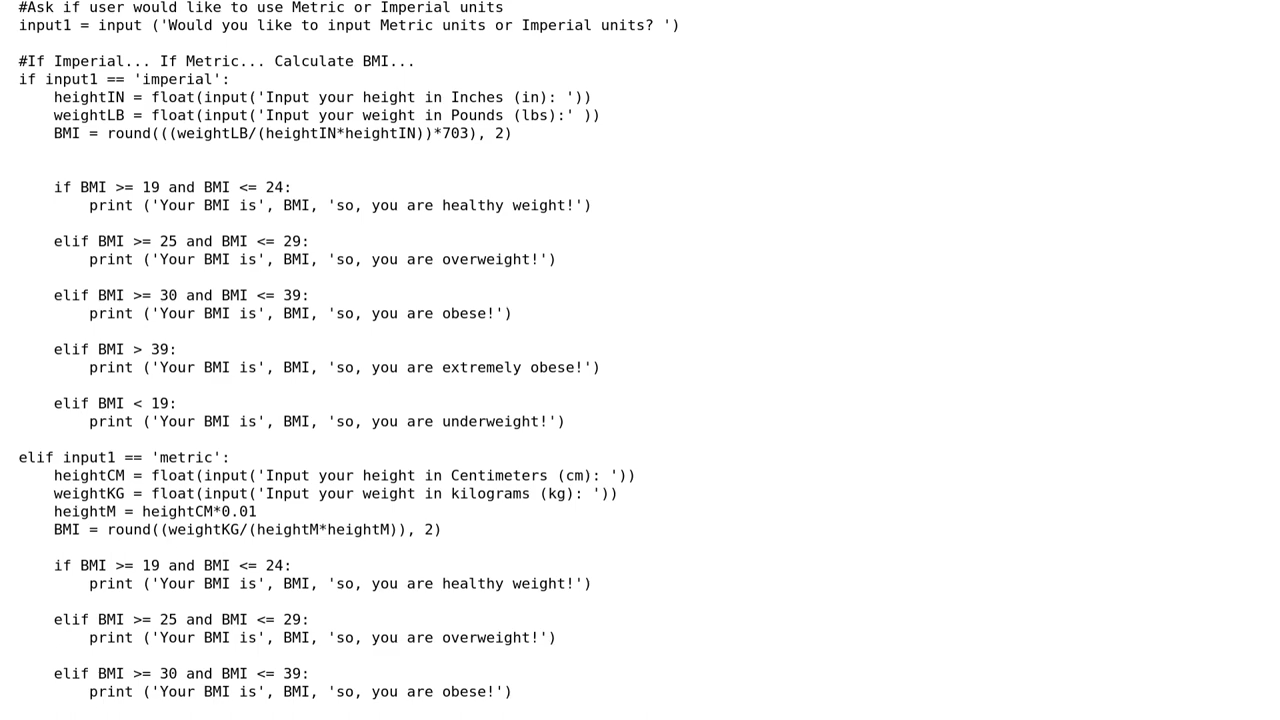 #Ask if user would like to use Metric or Imperial units
input1 = input ('Would you like to input Metric units or Imperial units? ')
#If Imperial... If Metric... Calculate BMI...
if input1 == 'imperial':
    heightIN = float(input('Input your height in Inches (in): '))
    weightLB = float(input('Input your weight in Pounds (lbs):' ))
    BMI = round(((weightLB/(heightIN*heightIN))*703), 2)
    if BMI >= 19 and BMI <= 24:
        print ('Your BMI is', BMI, 'so, you are healthy weight!')
    elif BMI >= 25 and BMI <= 29:
        print ('Your BMI is', BMI, 'so, you are overweight!')
    elif BMI >= 30 and BMI <= 39:
        print ('Your BMI is', BMI, 'so, you are obese!')
    elif BMI > 39:
        print ('Your BMI is', BMI, 'so, you are extremely obese!')
    elif BMI < 19:
        print ('Your BMI is', BMI, 'so, you are underweight!')
elif input1 == 'metric':
    heightCM = float(input('Input your height in Centimeters (cm): '))
    weightKG = float(input('Input your weight in kilograms (kg): '))
    heightM = heightCM*0.01
    BMI = round((weightKG/(heightM*heightM)), 2)
    if BMI >= 19 and BMI <= 24:
        print ('Your BMI is', BMI, 'so, you are healthy weight!')
    elif BMI >= 25 and BMI <= 29:
        print ('Your BMI is', BMI, 'so, you are overweight!')
    elif BMI >= 30 and BMI <= 39:
        print ('Your BMI is', BMI, 'so, you are obese!')